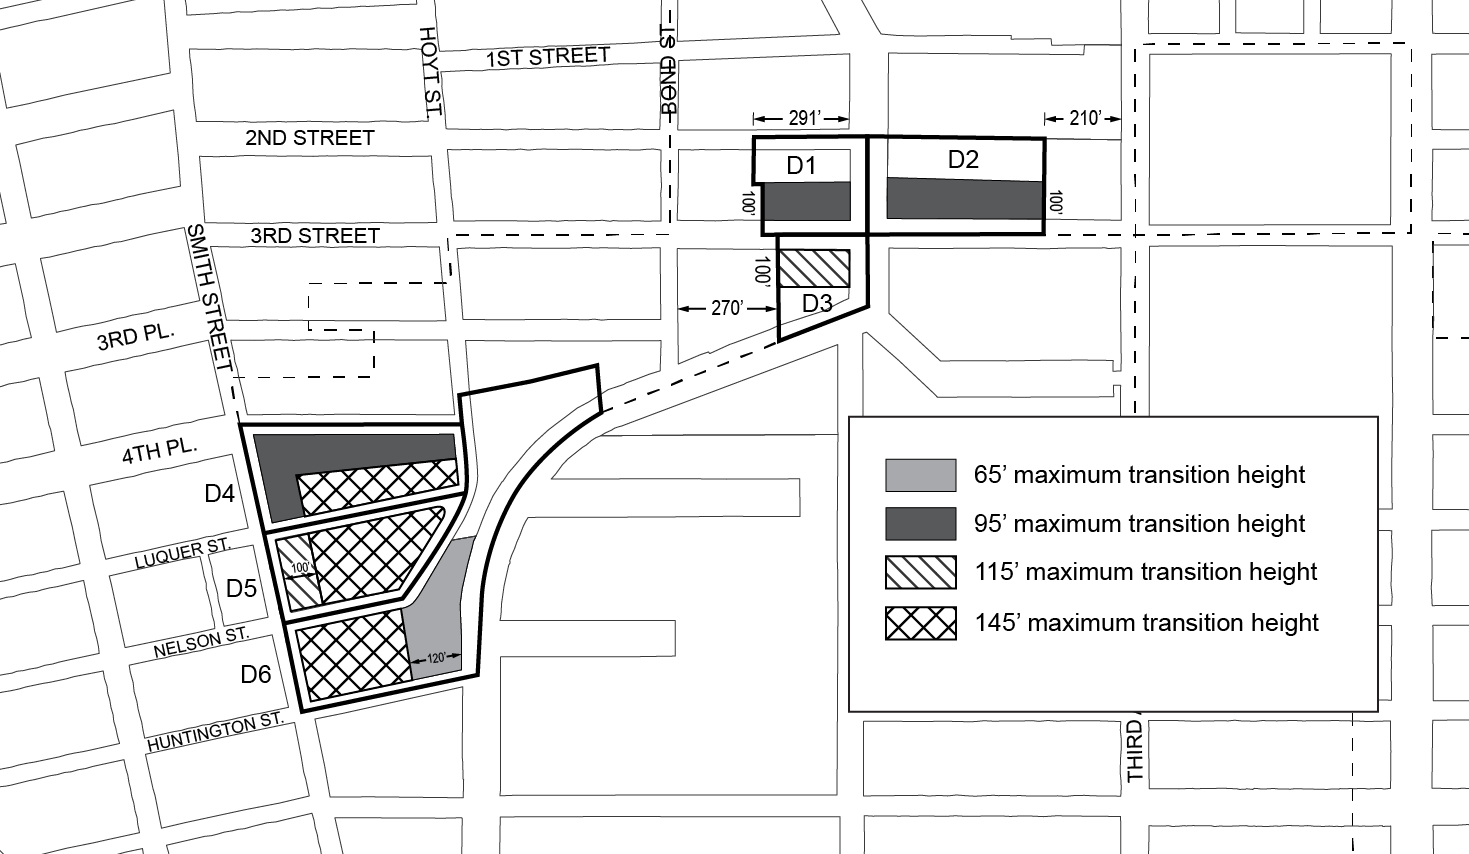 HOYT ST.
1ST STREET
BOND ST
2ND STREET
291'
210'
D1
D2
100'
100'
SMITH STREET
3RD STREET
100'
D3
270'
3RD PL.
4TH PL.
D4
65' maximum transition height
95' maximum transition height
115' maximum transition height
145' maximum transition height
LUQUER ST.
100'
D5
NELSON ST.
120'
D6
HUNTINGTON ST.
THIRD